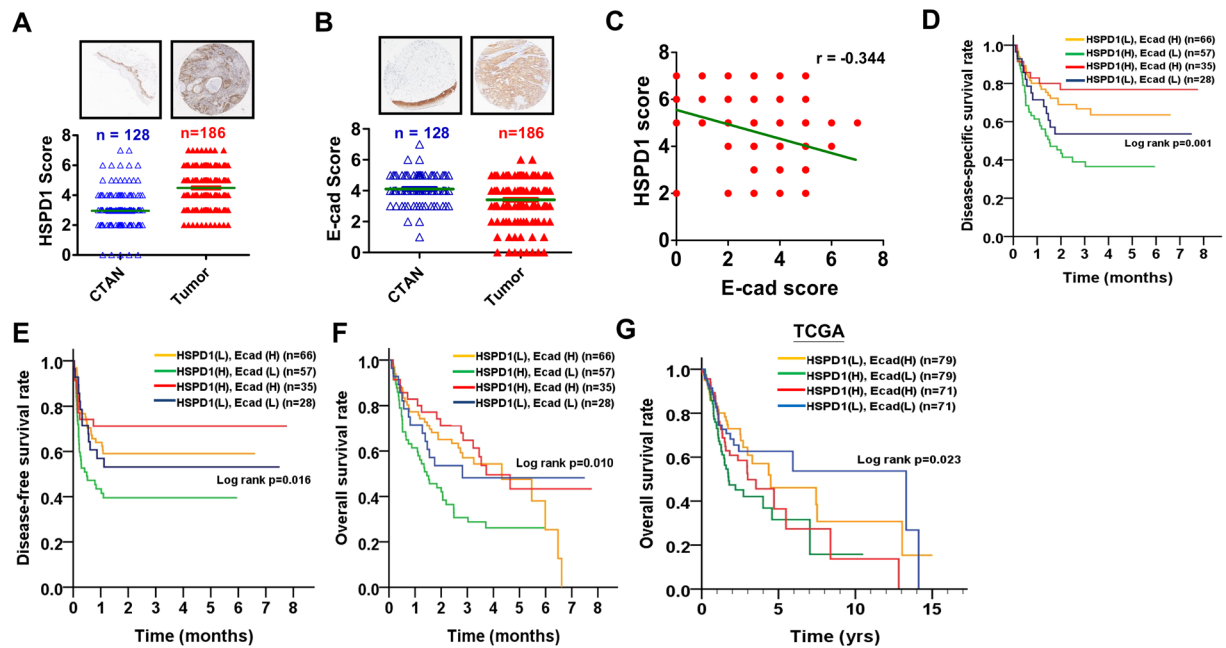 A
n = 128
n=186
HSPD1 Score
8
6
4
2
0
CTAN
Tumor
B
n = 128
n=186
E-cad Score
8
6
4
2
0
CTAN
Tumor
C
r = -0.344
HSPD1 score
8
6
4
2
0
0 2 4 6 8
E-cad score
D
HSPD1(L), Ecad (H) (n=66)
HSPD1(H), Ecad (L) (n=57)
HSPD1(H), Ecad (H) (n=35)
HSPD1(L), Ecad (L) (n=28)
Log rank p=0.001
Disease-specific survival rate
1.0
0.8
0.6
0.4
0.2
0.0
0 1 2 3 4 5 6 7 8
Time (months)
E
HSPD1(L), Ecad (H) (n=66)
HSPD1(H), Ecad (L) (n=57)
HSPD1(H), Ecad (H) (n=35)
HSPD1(L), Ecad (L) (n=28)
Log rank p=0.016
Disease-free survival rate
1.0
0.8
0.6
0.4
0.2
0.0
0 1 2 3 4 5 6 7 8
Time (months)
F
HSPD1(L), Ecad (H) (n=66)
HSPD1(H), Ecad (L) (n=57)
HSPD1(H), Ecad (H) (n=35)
HSPD1(L), Ecad (L) (n=28)
Log rank p=0.010
Overall survival rate
1.0
0.8
0.6
0.4
0.2
0.0
0 1 2 3 4 5 6 7 8
Time (months)
G
TCGA
HSPD1(L), Ecad(H) (n=79)
HSPD1(H), Ecad(L) (n=79)
HSPD1(H), Ecad(H) (n=71)
HSPD1(L), Ecad(L) (n=71)
Log rank p=0.023
Overall survival rate
1.0
0.8
0.6
0.4
0.2
0.0
0 5 10 15
Time (yrs)